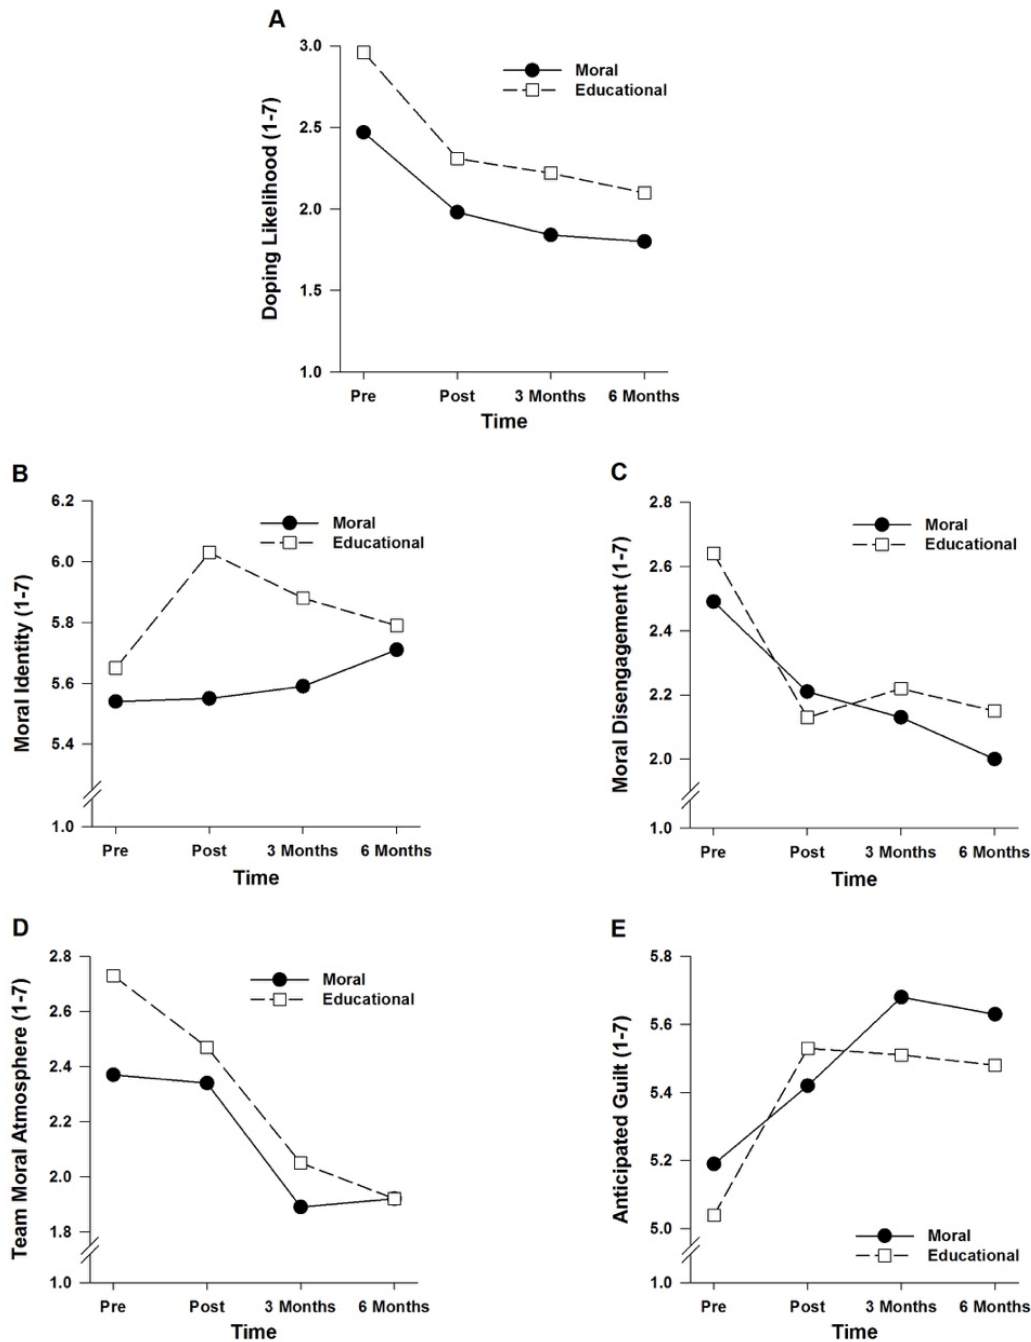 A
3.0
2.5
2.0
1.5
1.0
Doping Likelihood (1-7)
Moral
Educational
Pre Post 3 Months 6 Months
Time
B
6.2
6.0
5.8
5.6
5.4
1.0
Moral Identity (1-7)
Moral
Educational
Pre Post 3 Months 6 Months
Time
C
2.8
2.6
2.4
2.2
2.0
1.0
Moral Disengagement (1-7)
Moral
Educational
Pre Post 3 Months 6 Months
Time
D
2.8
2.6
2.4
2.2
2.0
1.8
1.0
Team Moral Atmosphere (1-7)
Moral
Educational
Pre Post 3 Months 6 Months
Time
E
5.8
5.6
5.4
5.2
5.0
1.0
Anticipated Guilt (1-7)
Moral
Educational
Pre Post 3 Months 6 Months
Time